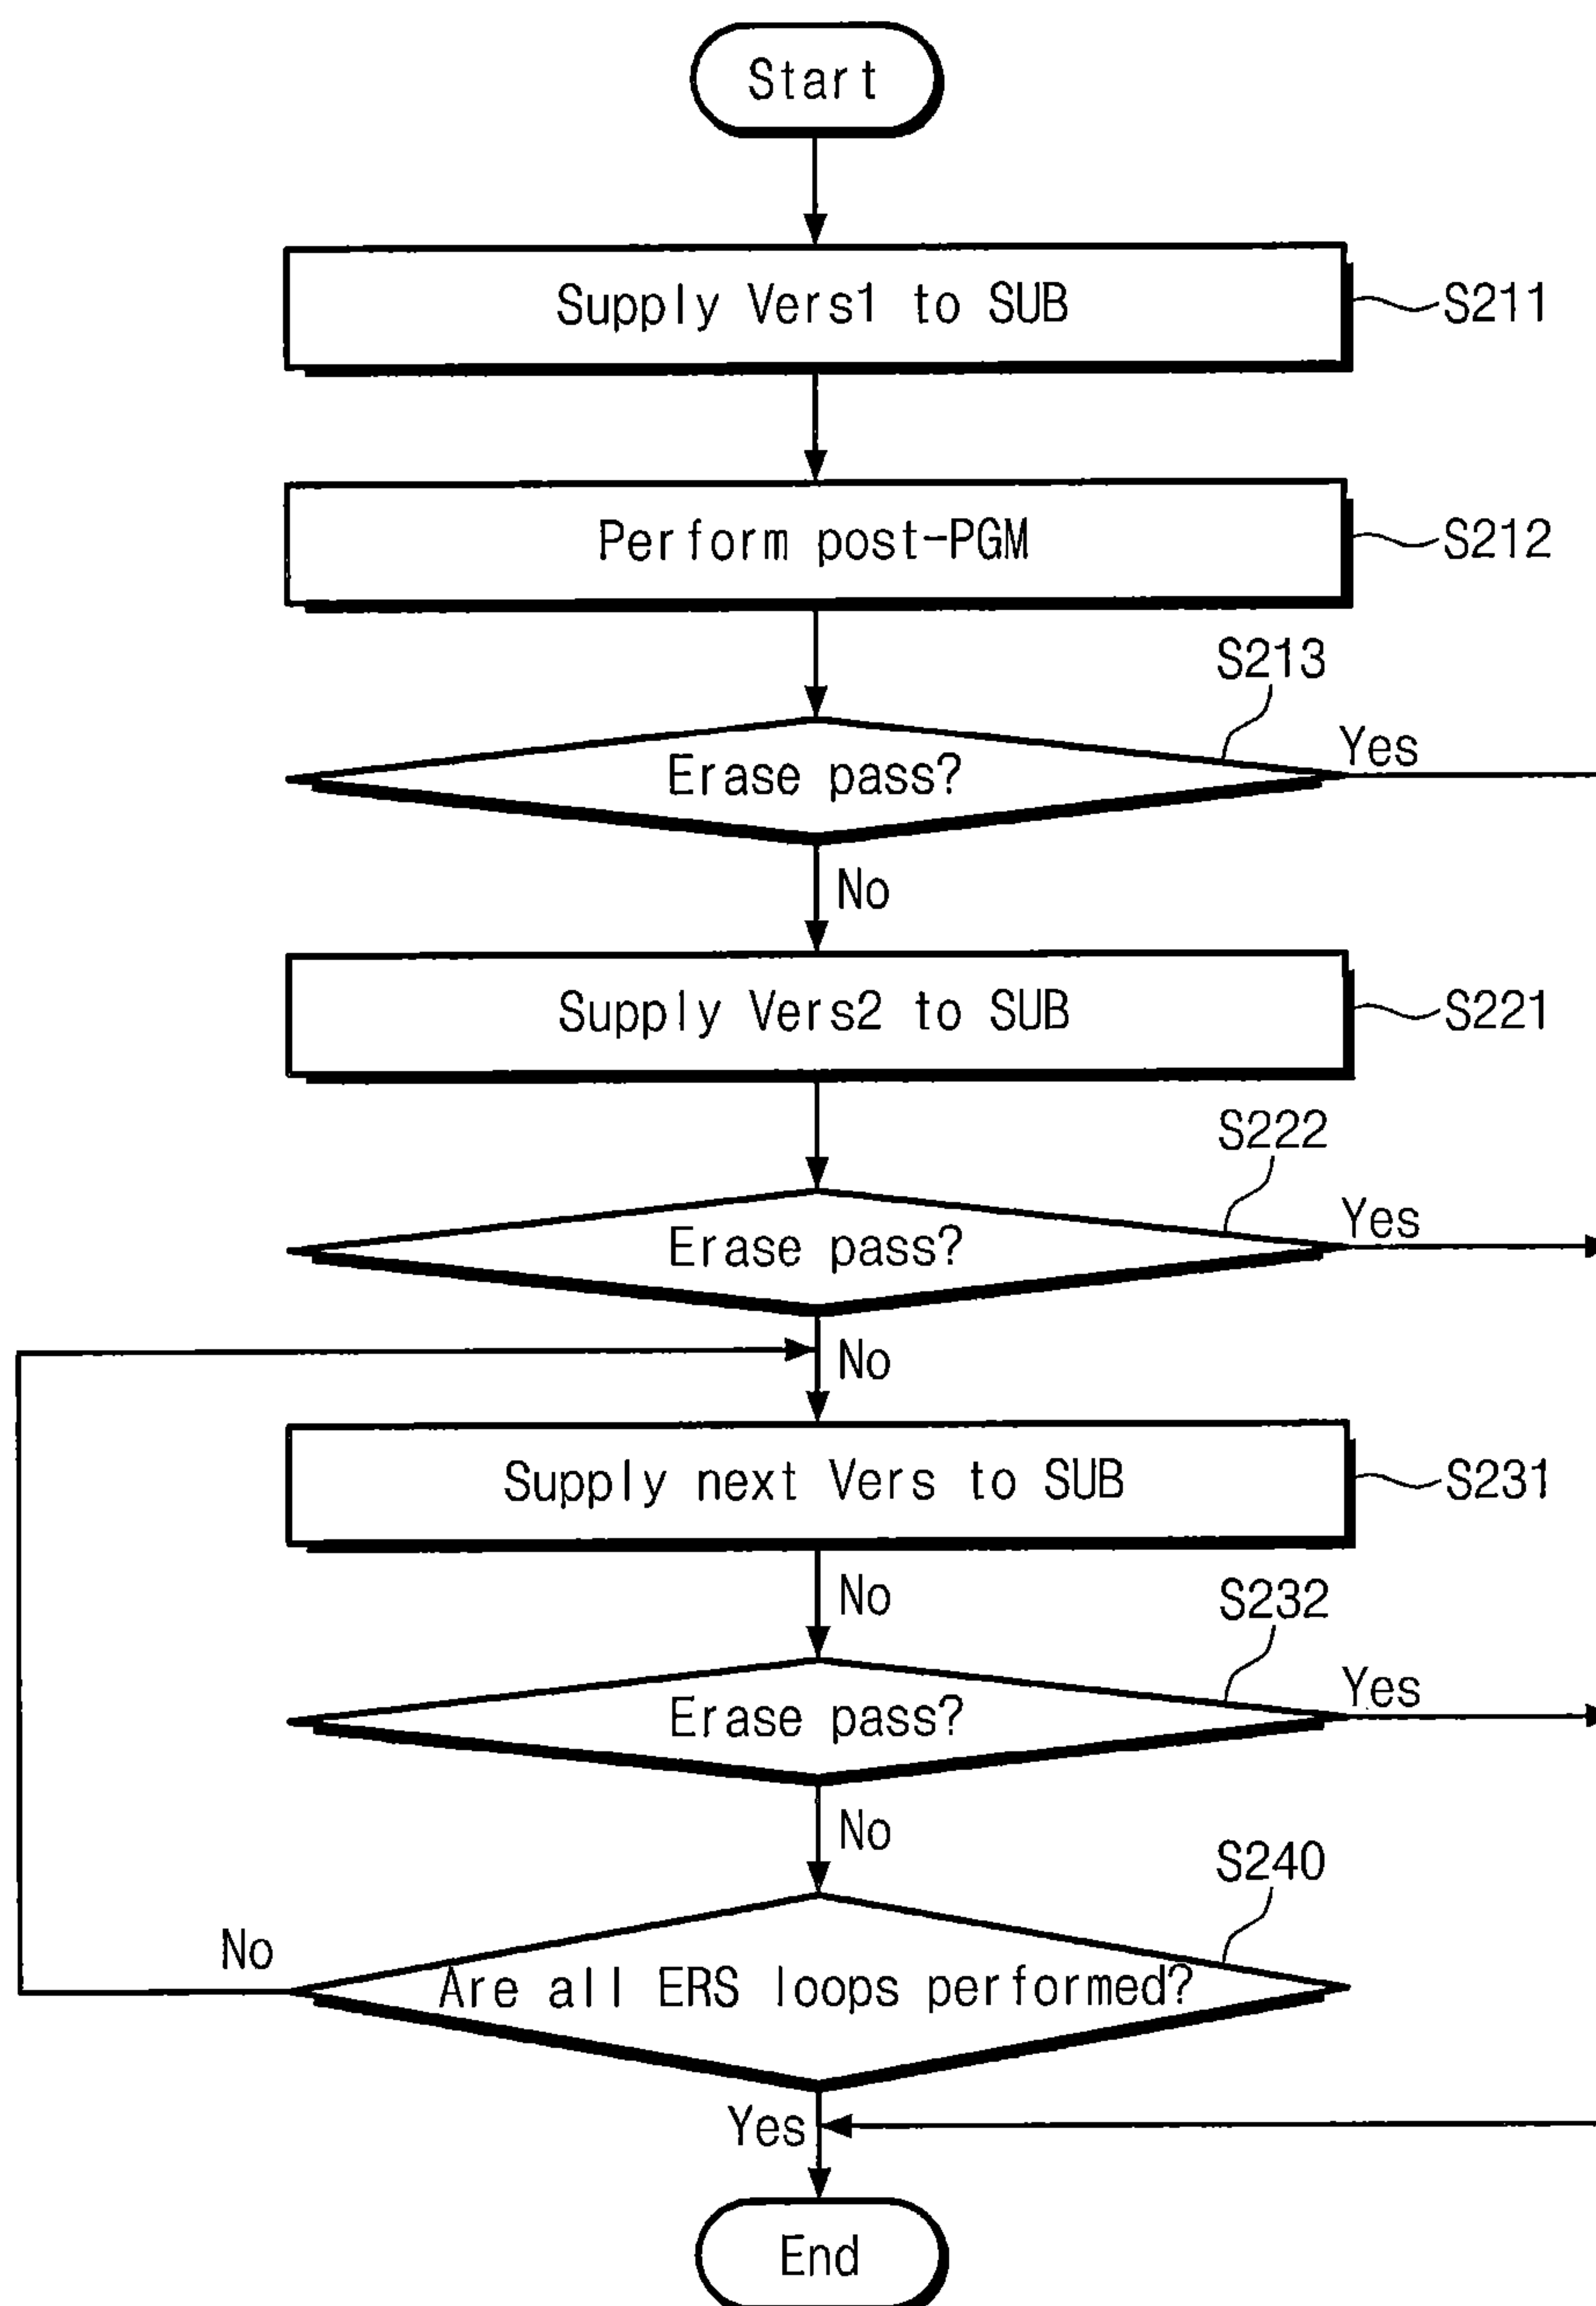 Start
Supply Vers1 to SUB
S211
Perform post-PGM
S212
S213
Erase pass?
Yes
No
Supply Vers2 to SUB
S221
S222
Erase pass?
Yes
No
Supply next Vers to SUB
S231
No
S232
Erase pass?
Yes
No
S240
No
Are all ERS loops performed?
Yes
End